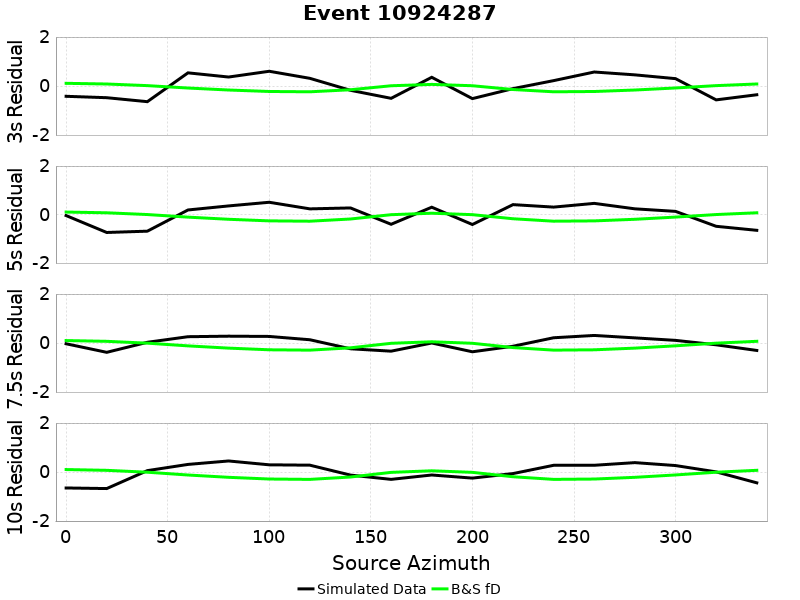 Event 10924287
3s Residual
2
0
-2
5s Residual
2
0
-2
7.5s Residual
2
0
-2
10s Residual
2
0
-2
0 50 100 150 200 250 300
Source Azimuth
Simulated Data B&S fD